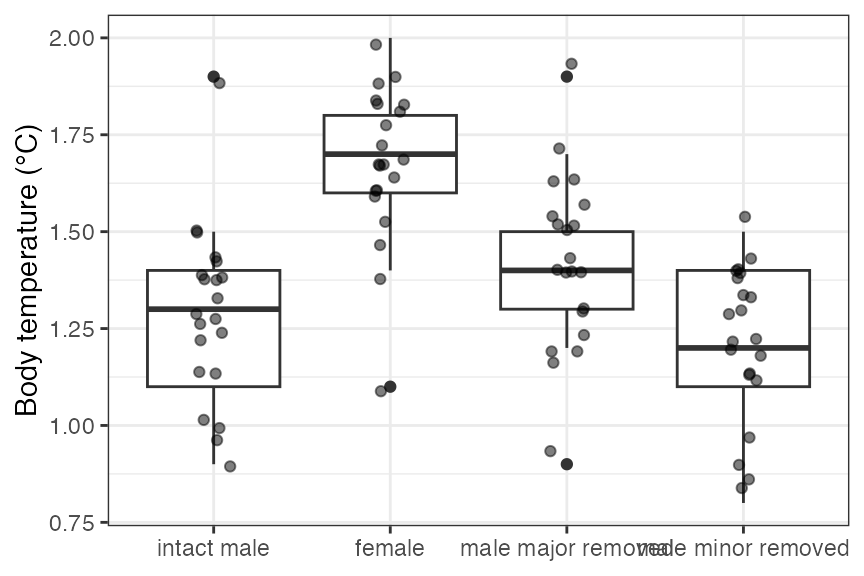 Body temperature (°C)
2.00
1.75
1.50
1.25
1.00
0.75
intact male
female
male major removed
male minor removed